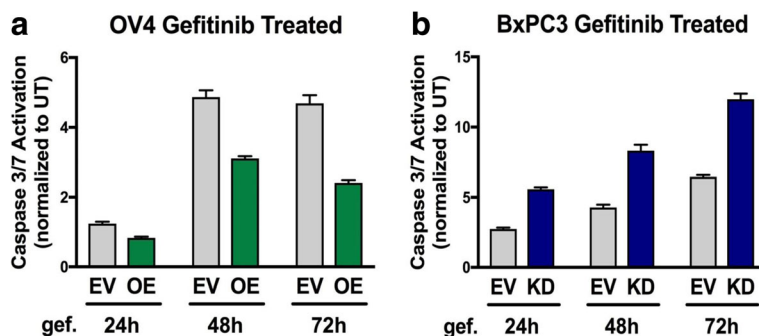 a
OV4 Gefitinib Treated
Caspase 3/7 Activation
(normalized to UT)
6
4
2
0
EV OE EV OE EV OE
gef. 24h 48h 72h
b
BxPC3 Gefitinib Treated
Caspase 3/7 Activation
(normalized to UT)
15
10
5
0
EV KD EV KD EV KD
gef. 24h 48h 72h